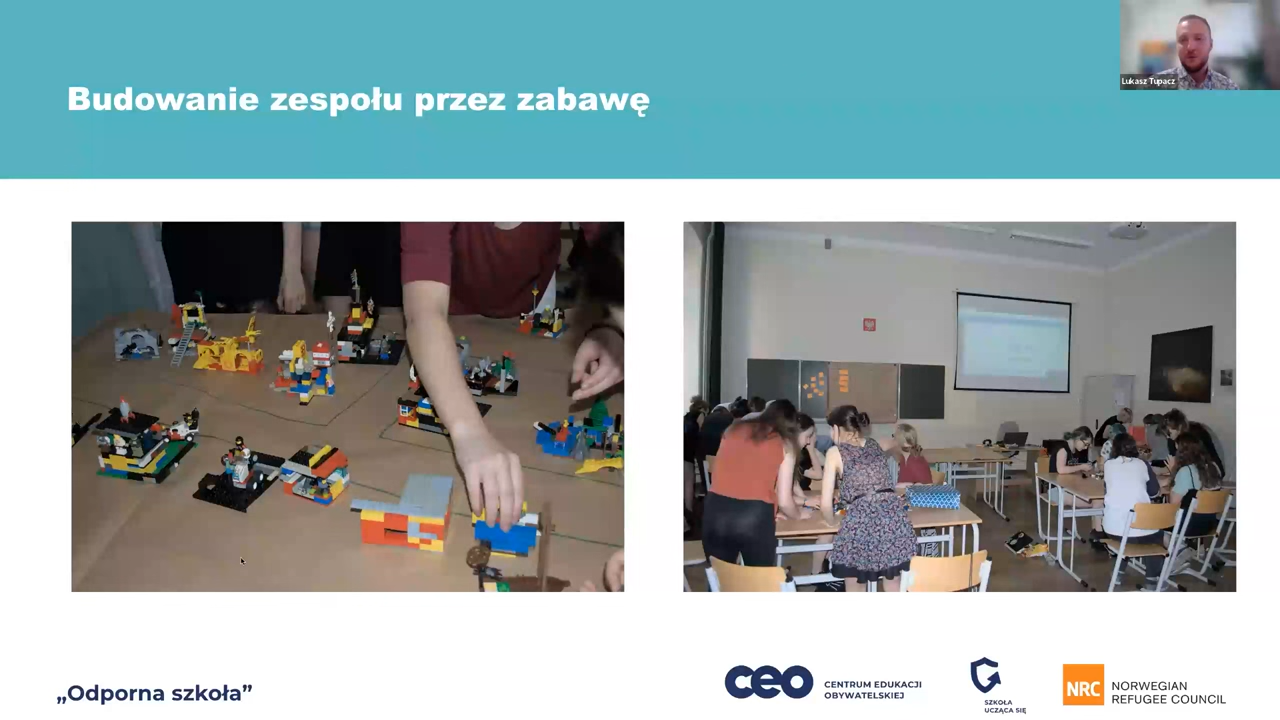 Lukasz Tupacz
Budowanie zespołu przez zabawę
„Odporna szkoła”
ceo
CENTRUM EDUKACJI
OBYWATELSKIEJ
SZKOŁA
UCZĄCA SIĘ
NRC
NORWEGIAN
REFUGEE COUNCIL